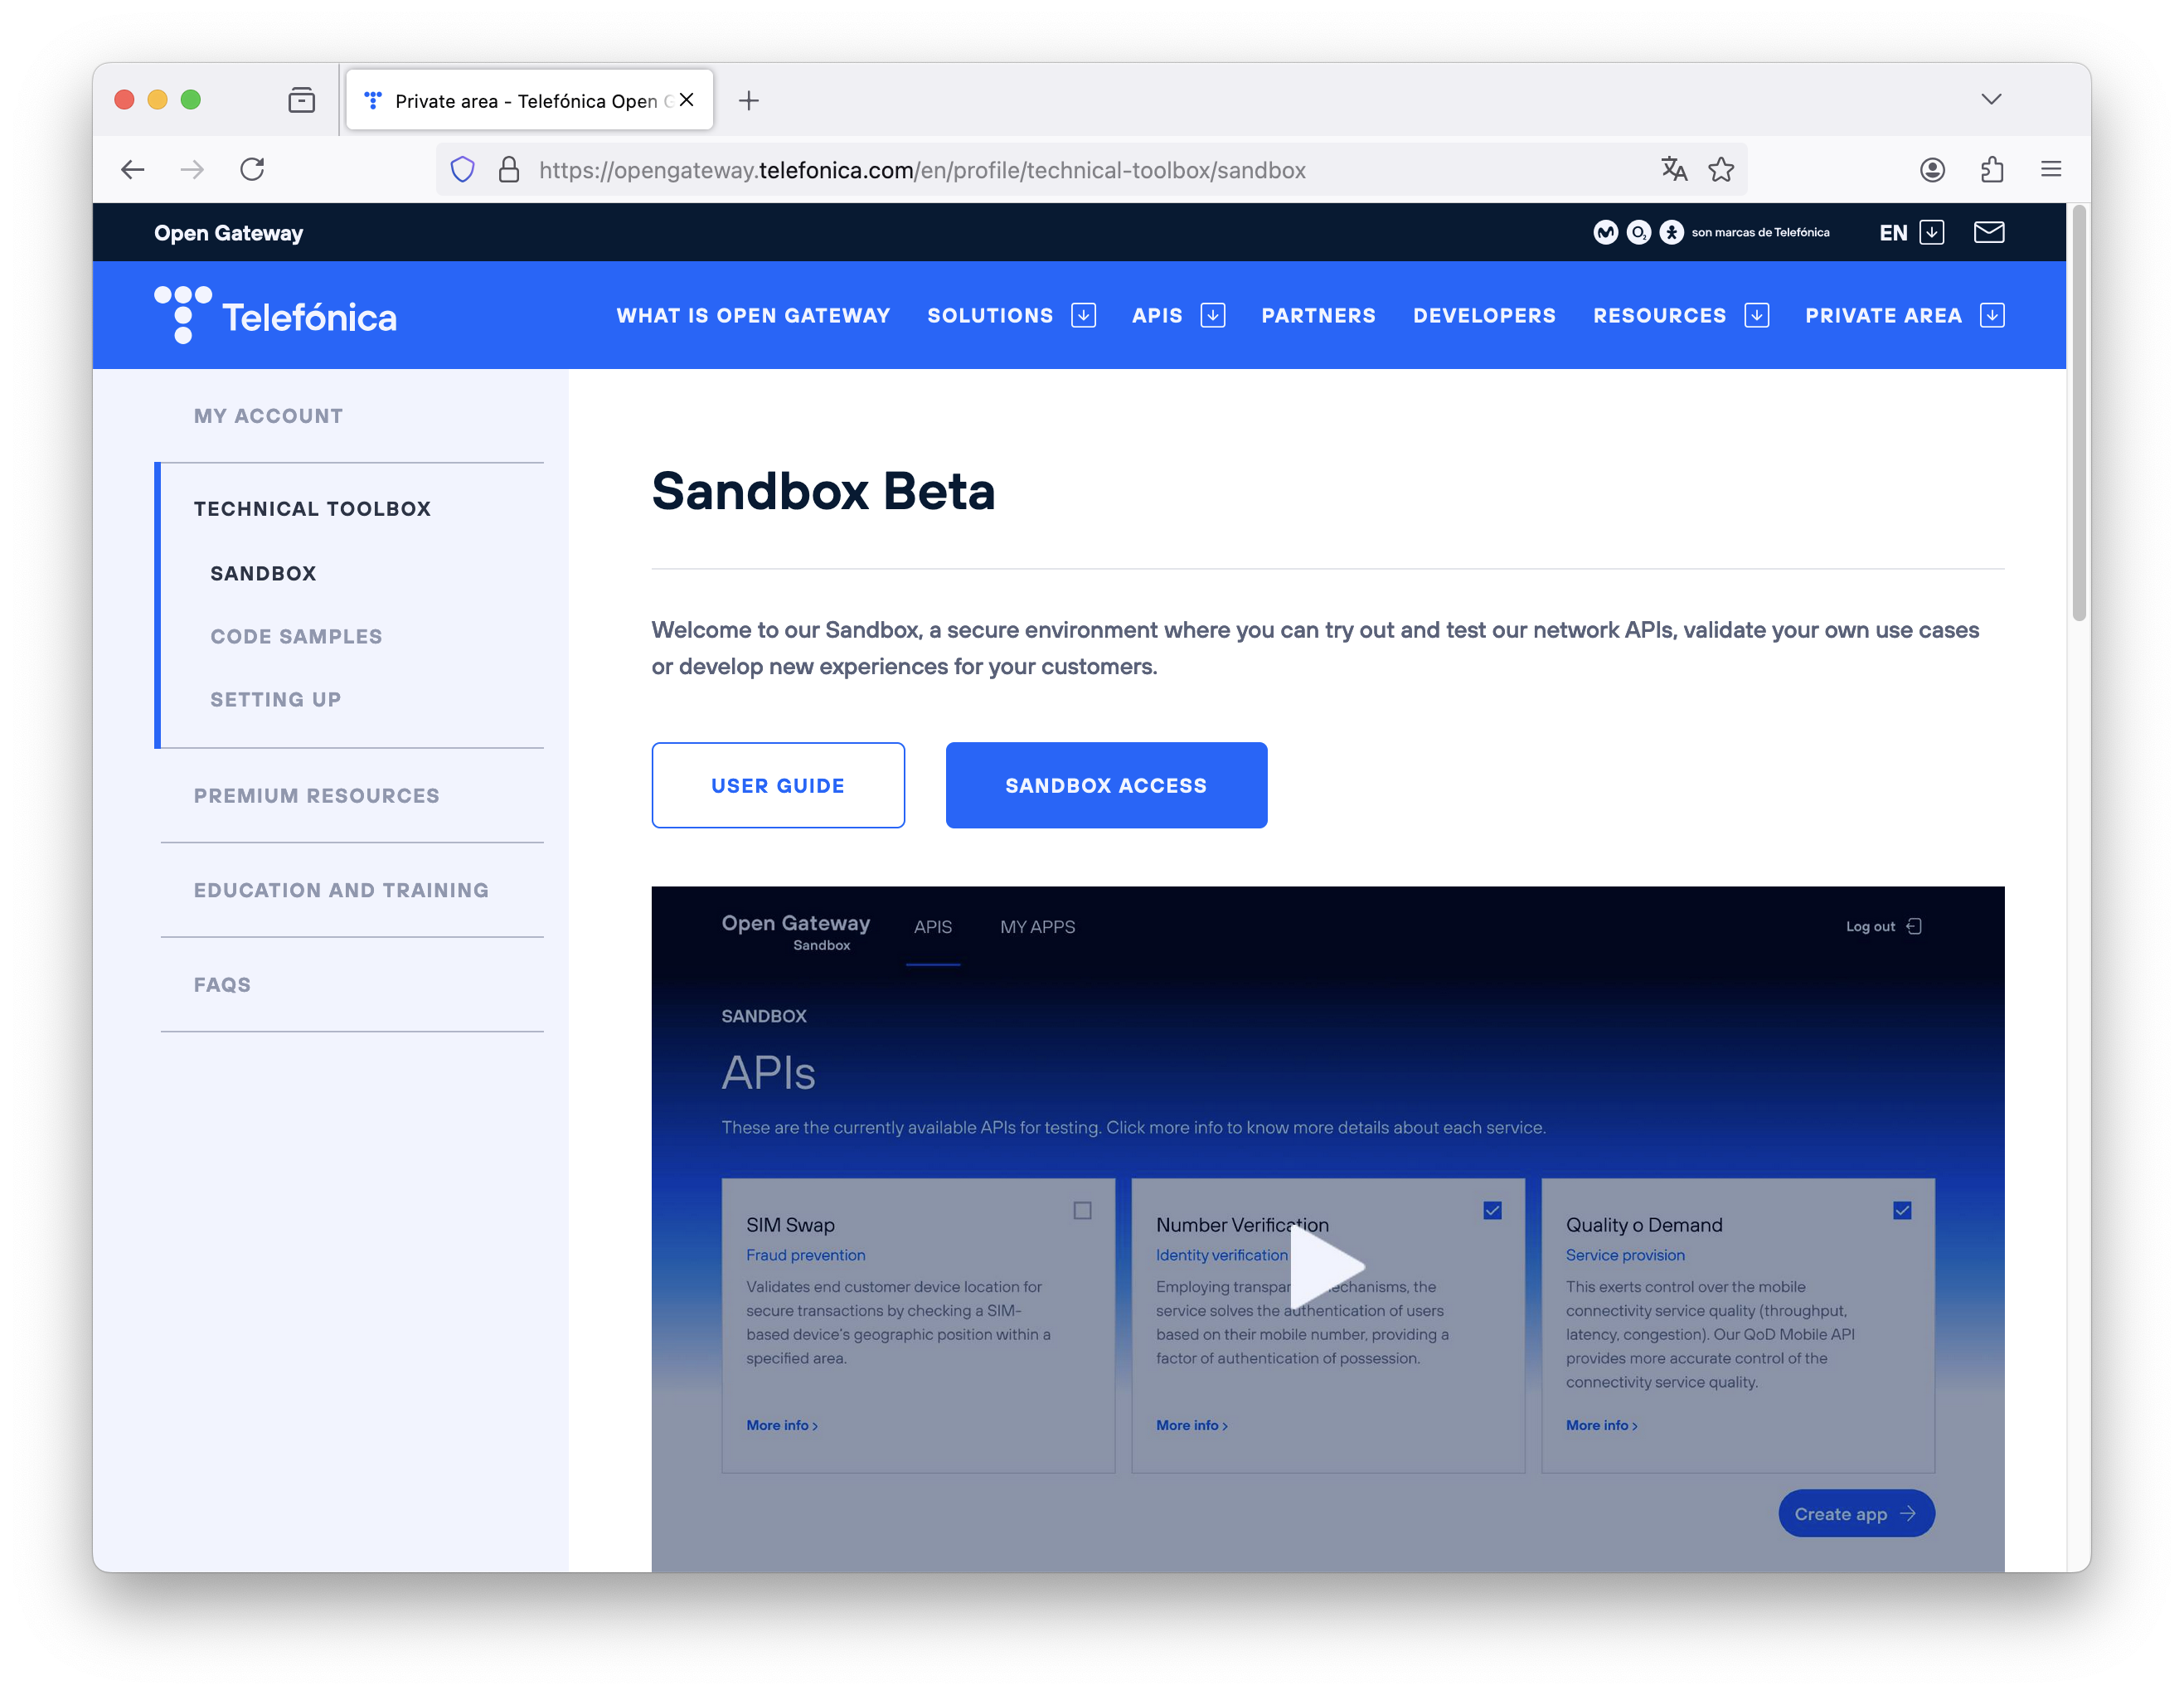 Private area - Telefónica Open G
https://opengateway.telefonica.com/en/profile/technical-toolbox/sandbox
Open Gateway
son marcas de Telefónica
EN
Telefónica
WHAT IS OPEN GATEWAY
SOLUTIONS
APIS
PARTNERS
DEVELOPERS
RESOURCES
PRIVATE AREA
MY ACCOUNT
TECHNICAL TOOLBOX
SANDBOX
CODE SAMPLES
SETTING UP
PREMIUM RESOURCES
EDUCATION AND TRAINING
FAQS
Sandbox Beta
Welcome to our Sandbox, a secure environment where you can try out and test our network APIs, validate your own use cases
or develop new experiences for your customers.
USER GUIDE
SANDBOX ACCESS
Open Gateway
Sandbox
APIS
MY APPS
Log out
SANDBOX
APIs
These are the currently available APIs for testing. Click more info to know more details about each service.
SIM Swap
Fraud prevention
Validates end customer device location for
secure transactions by checking a SIM-
based device's geographic position within a
specified area.
More info ›
Number Verification
Identity verification
Employing transpar echanisms, the
service solves the authentication of users
based on their mobile number, providing a
factor of authentication of possession.
More info ›
Quality o Demand
Service provision
This exerts control over the mobile
connectivity service quality (throughput,
latency, congestion). Our QoD Mobile API
provides more accurate control of the
connectivity service quality.
More info ›
Create app